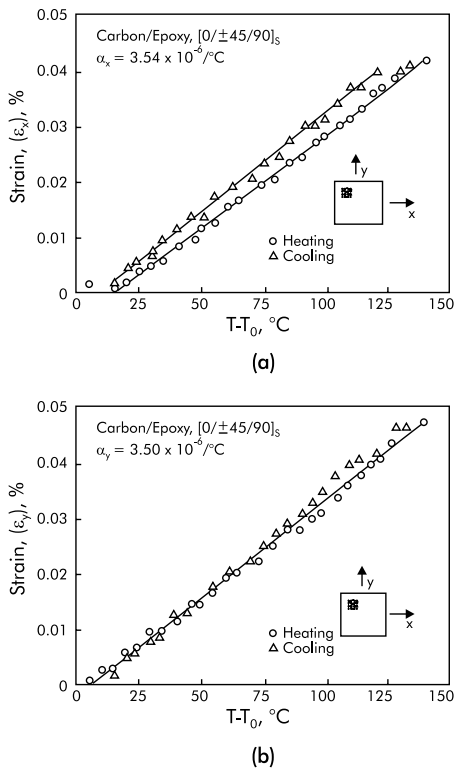 Carbon/Epoxy, [0/±45/90]S
αx = 3.54 x 10-6/°C
Strain, (εx), %
0.05
0.04
0.03
0.02
0.01
0
y
x
Heating
Cooling
0 25 50 75 100 125 150
T-T0, °C
(a)
Carbon/Epoxy, [0/±45/90]S
αy = 3.50 x 10-6/°C
Strain, (εy), %
0.05
0.04
0.03
0.02
0.01
0
y
x
Heating
Cooling
0 25 50 75 100 125 150
T-T0, °C
(b)